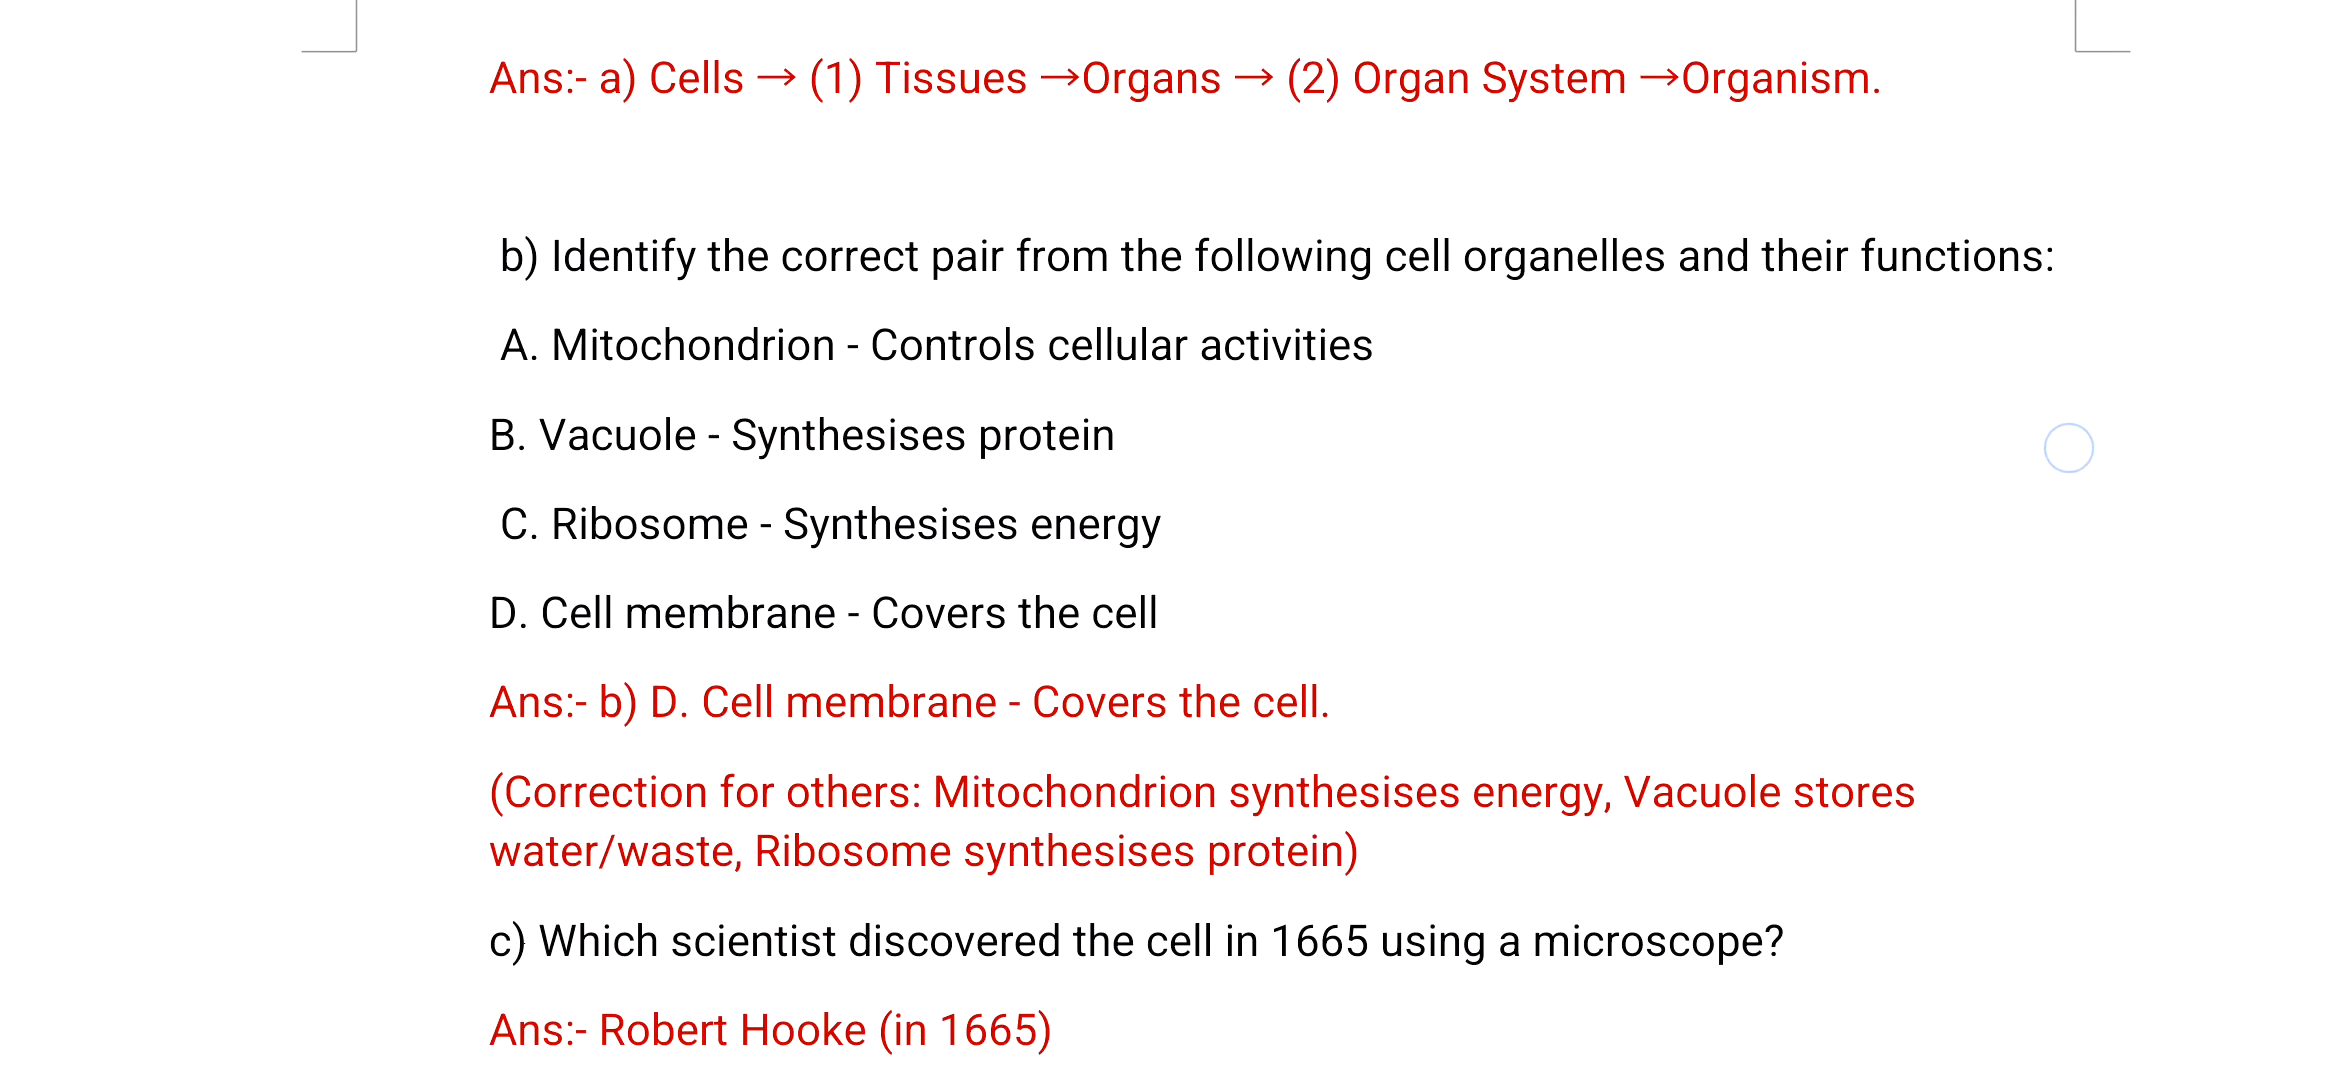 Ans:- a) Cells → (1) Tissues →Organs → (2) Organ System →Organism.
b) Identify the correct pair from the following cell organelles and their functions:
A. Mitochondrion - Controls cellular activities
B. Vacuole - Synthesises protein
C. Ribosome - Synthesises energy
D. Cell membrane - Covers the cell
Ans:- b) D. Cell membrane - Covers the cell.
(Correction for others: Mitochondrion synthesises energy, Vacuole stores
water/waste, Ribosome synthesises protein)
c) Which scientist discovered the cell in 1665 using a microscope?
Ans:- Robert Hooke (in 1665)